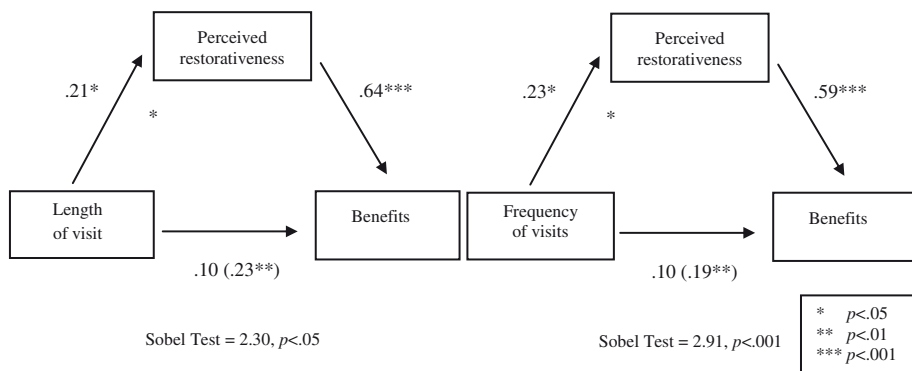 Perceived
restorativeness
.21*
*
.64***
Length
of visit
Benefits
.10 (.23**)
Sobel Test = 2.30, p<.05
Perceived
restorativeness
.23*
*
.59***
Frequency
of visits
Benefits
.10 (.19**)
Sobel Test = 2.91, p<.001
* p<.05
** p<.01
*** p<.001